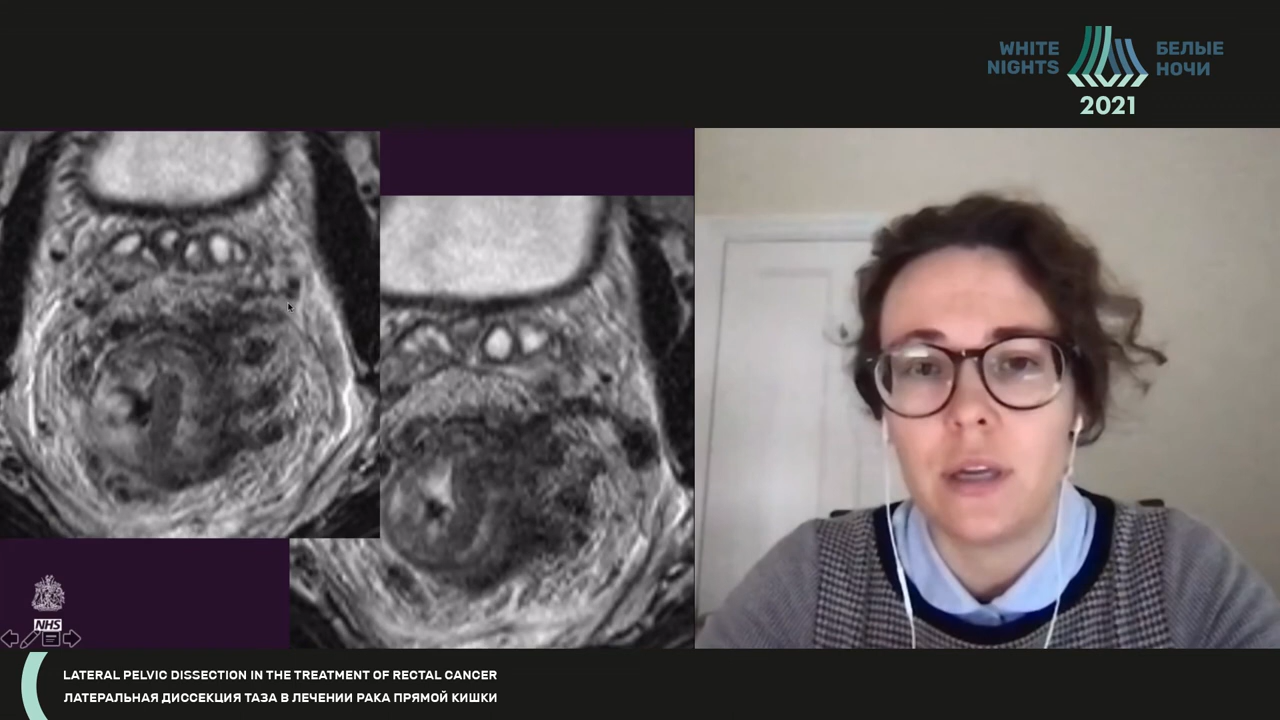 WHITE
NIGHTS
БЕЛЫЕ
НОЧИ
2021
NHS
LATERAL PELVIC DISSECTION IN THE TREATMENT OF RECTAL CANCER
ЛАТЕРАЛЬНАЯ ДИССЕКЦИЯ ТАЗА В ЛЕЧЕНИИ РАКА ПРЯМОЙ КИШКИ